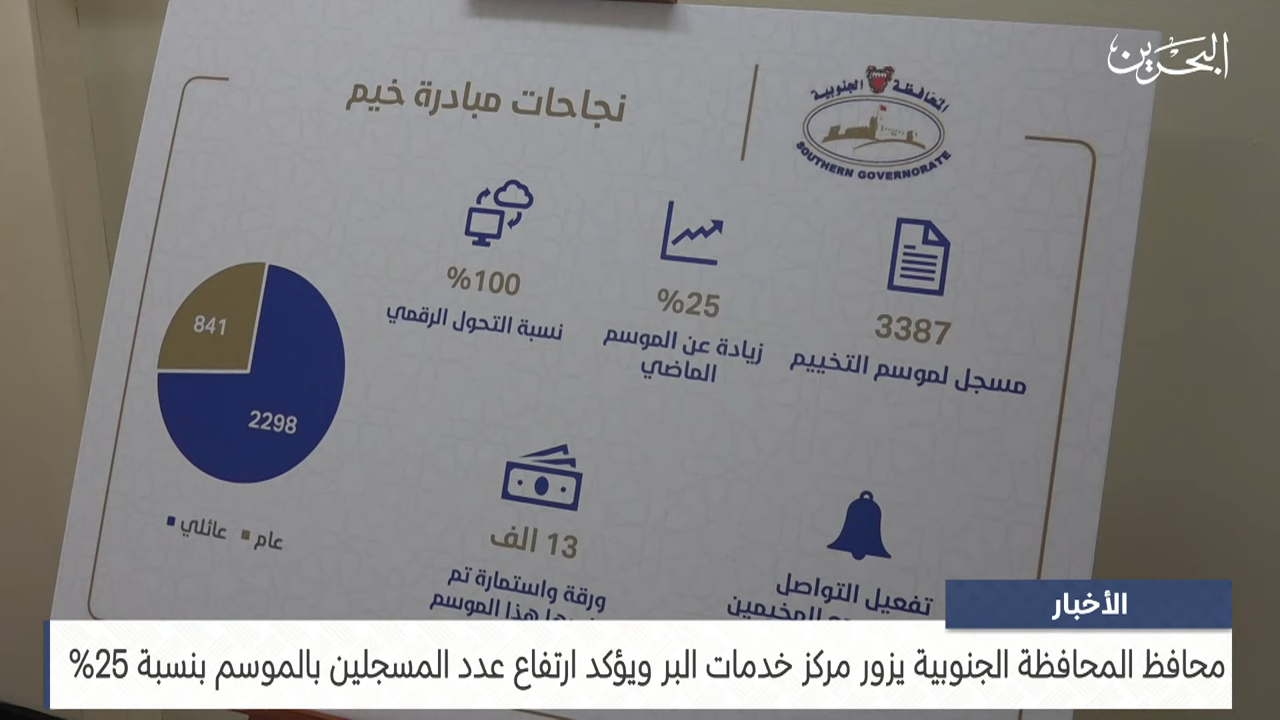 البحرين
المحافظة الجنوبية
SOUTHERN GOVERNORATE
نجاحات مبادرة خيم
3387
مسجل لموسم التخييم
%25
زيادة عن الموسم
الماضي
%100
نسبة التحول الرقمي
841
2298
عام
عائلي
تفعيل التواصل
المخيمين
13 الف
ورقة واستمارة تم
هذا الموسم
الأخبار
محافظ المحافظة الجنوبية يزور مركز خدمات البر ويؤكد ارتفاع عدد المسجلين بالموسم بنسبة 25%